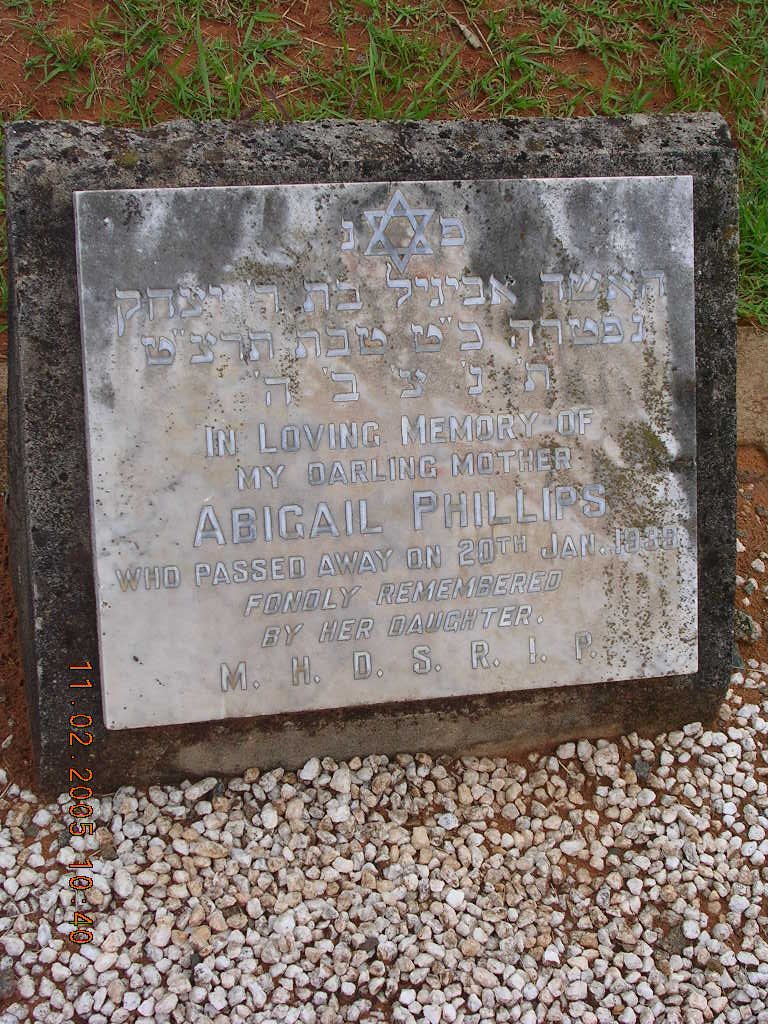 פ נ
האשה אביגיל בת ר' יצחק
נפטרה כ"ט טבת תרצ"ט
ת' נ' צ' ב' ה'
IN LOVING MEMORY OF
MY DARLING MOTHER
ABIGAIL PHILLIPS
WHO PASSED AWAY ON 20TH JAN. 1939
FONDLY REMEMBERED
BY HER DAUGHTER.
M. H. D. S. R. I. P.
11.02.2005 10:40